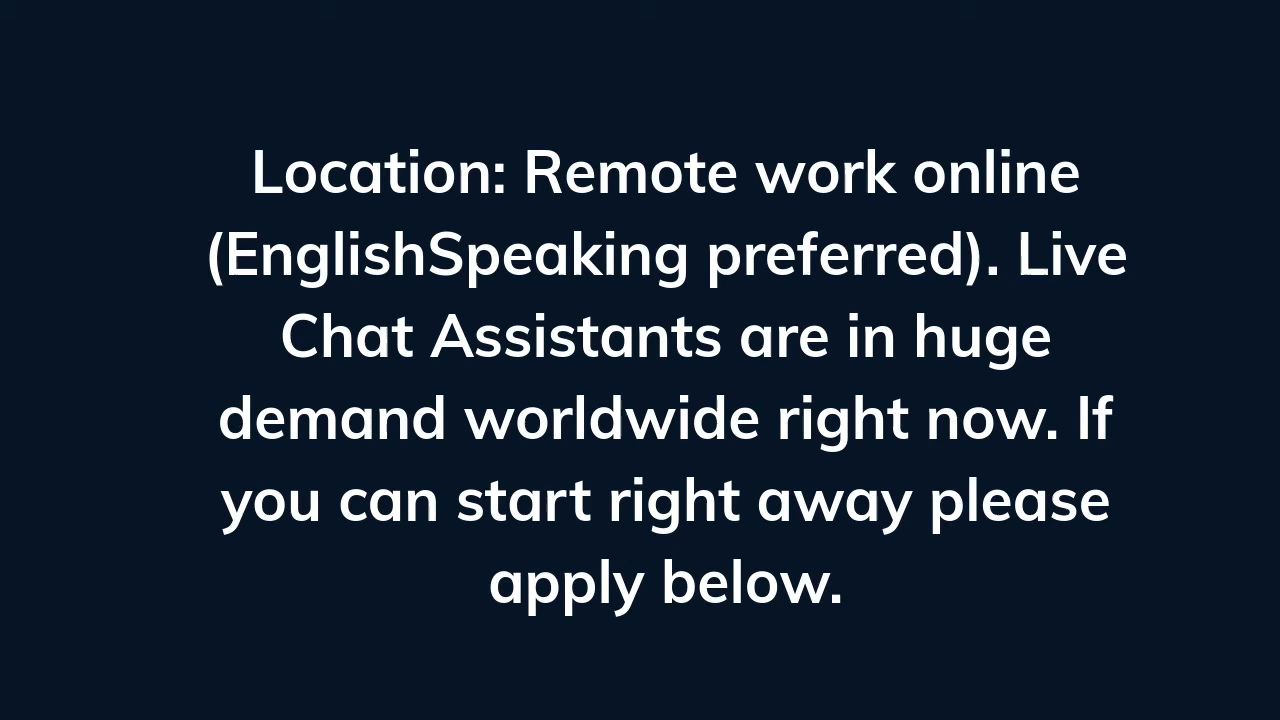 Location: Remote work online
(EnglishSpeaking preferred). Live
Chat Assistants are in huge
demand worldwide right now. If
you can start right away please
apply below.